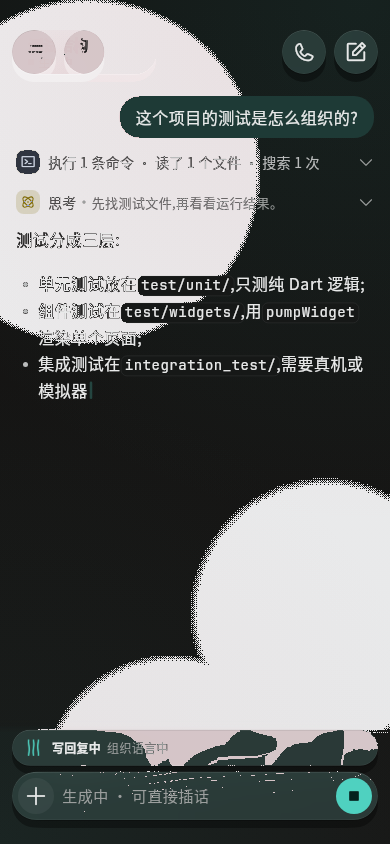 这个项目的测试是怎么组织的?
执行 1 条命令 · 读了 1 个文件 · 搜索 1 次
思考 · 先找测试文件,再看看运行结果。
测试分成三层:
• 单元测试放在 test/unit/,只测纯 Dart 逻辑;
• 组件测试在 test/widgets/,用 pumpWidget
渲染单个页面;
• 集成测试在 integration_test/,需要真机或
模拟器
写回复中 组织语言中
生成中 · 可直接插话